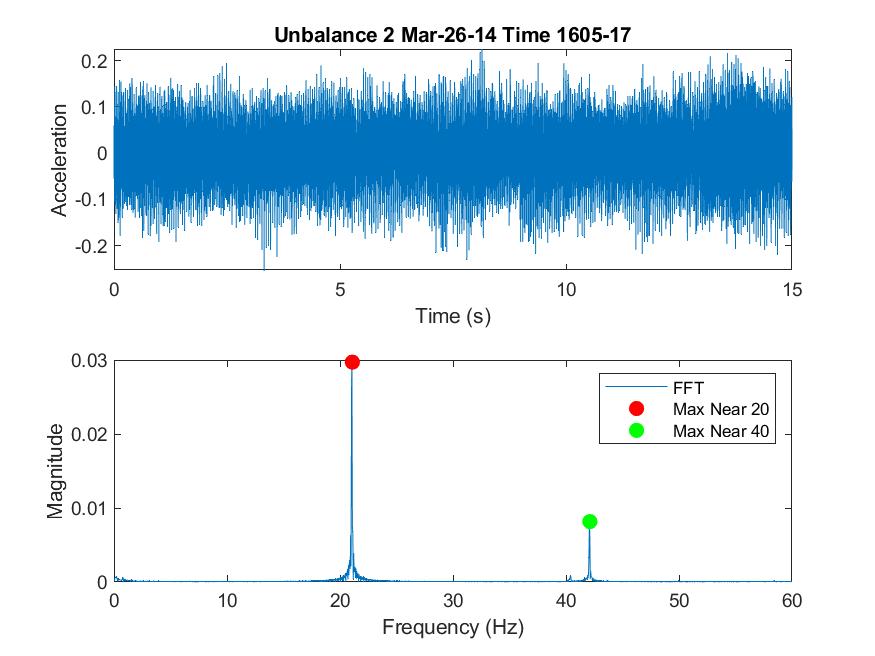 Unbalance 2 Mar-26-14 Time 1605-17
0.2
0.1
0
-0.1
-0.2
Acceleration
0 5 10 15
Time (s)
0.03
0.02
0.01
0
Magnitude
FFT
Max Near 20
Max Near 40
0 10 20 30 40 50 60
Frequency (Hz)